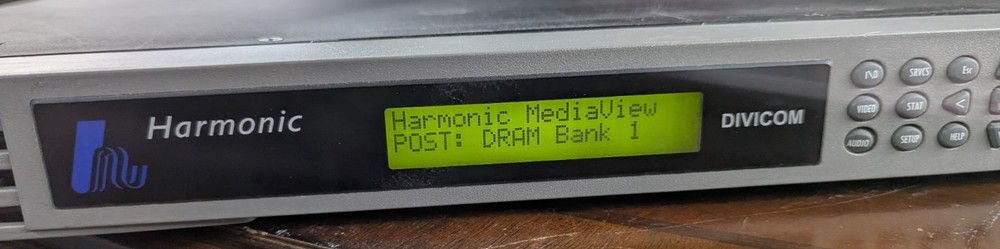 Harmonic
Harmonic MediaView
POST: DRAM Bank 1
DIVICOM
I\O
SRVCS
Esc
VIDEO
STAT
AUDIO
SETUP
HELP